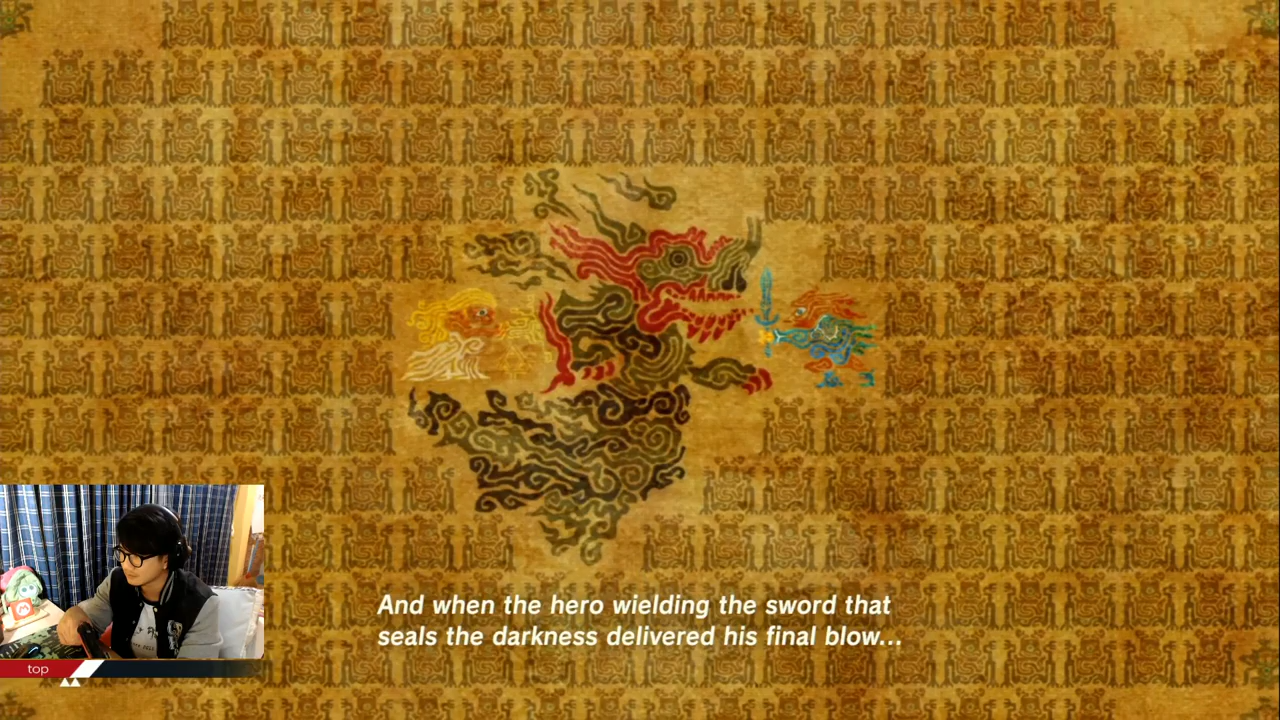 And when the hero wielding the sword that
seals the darkness delivered his final blow...
top